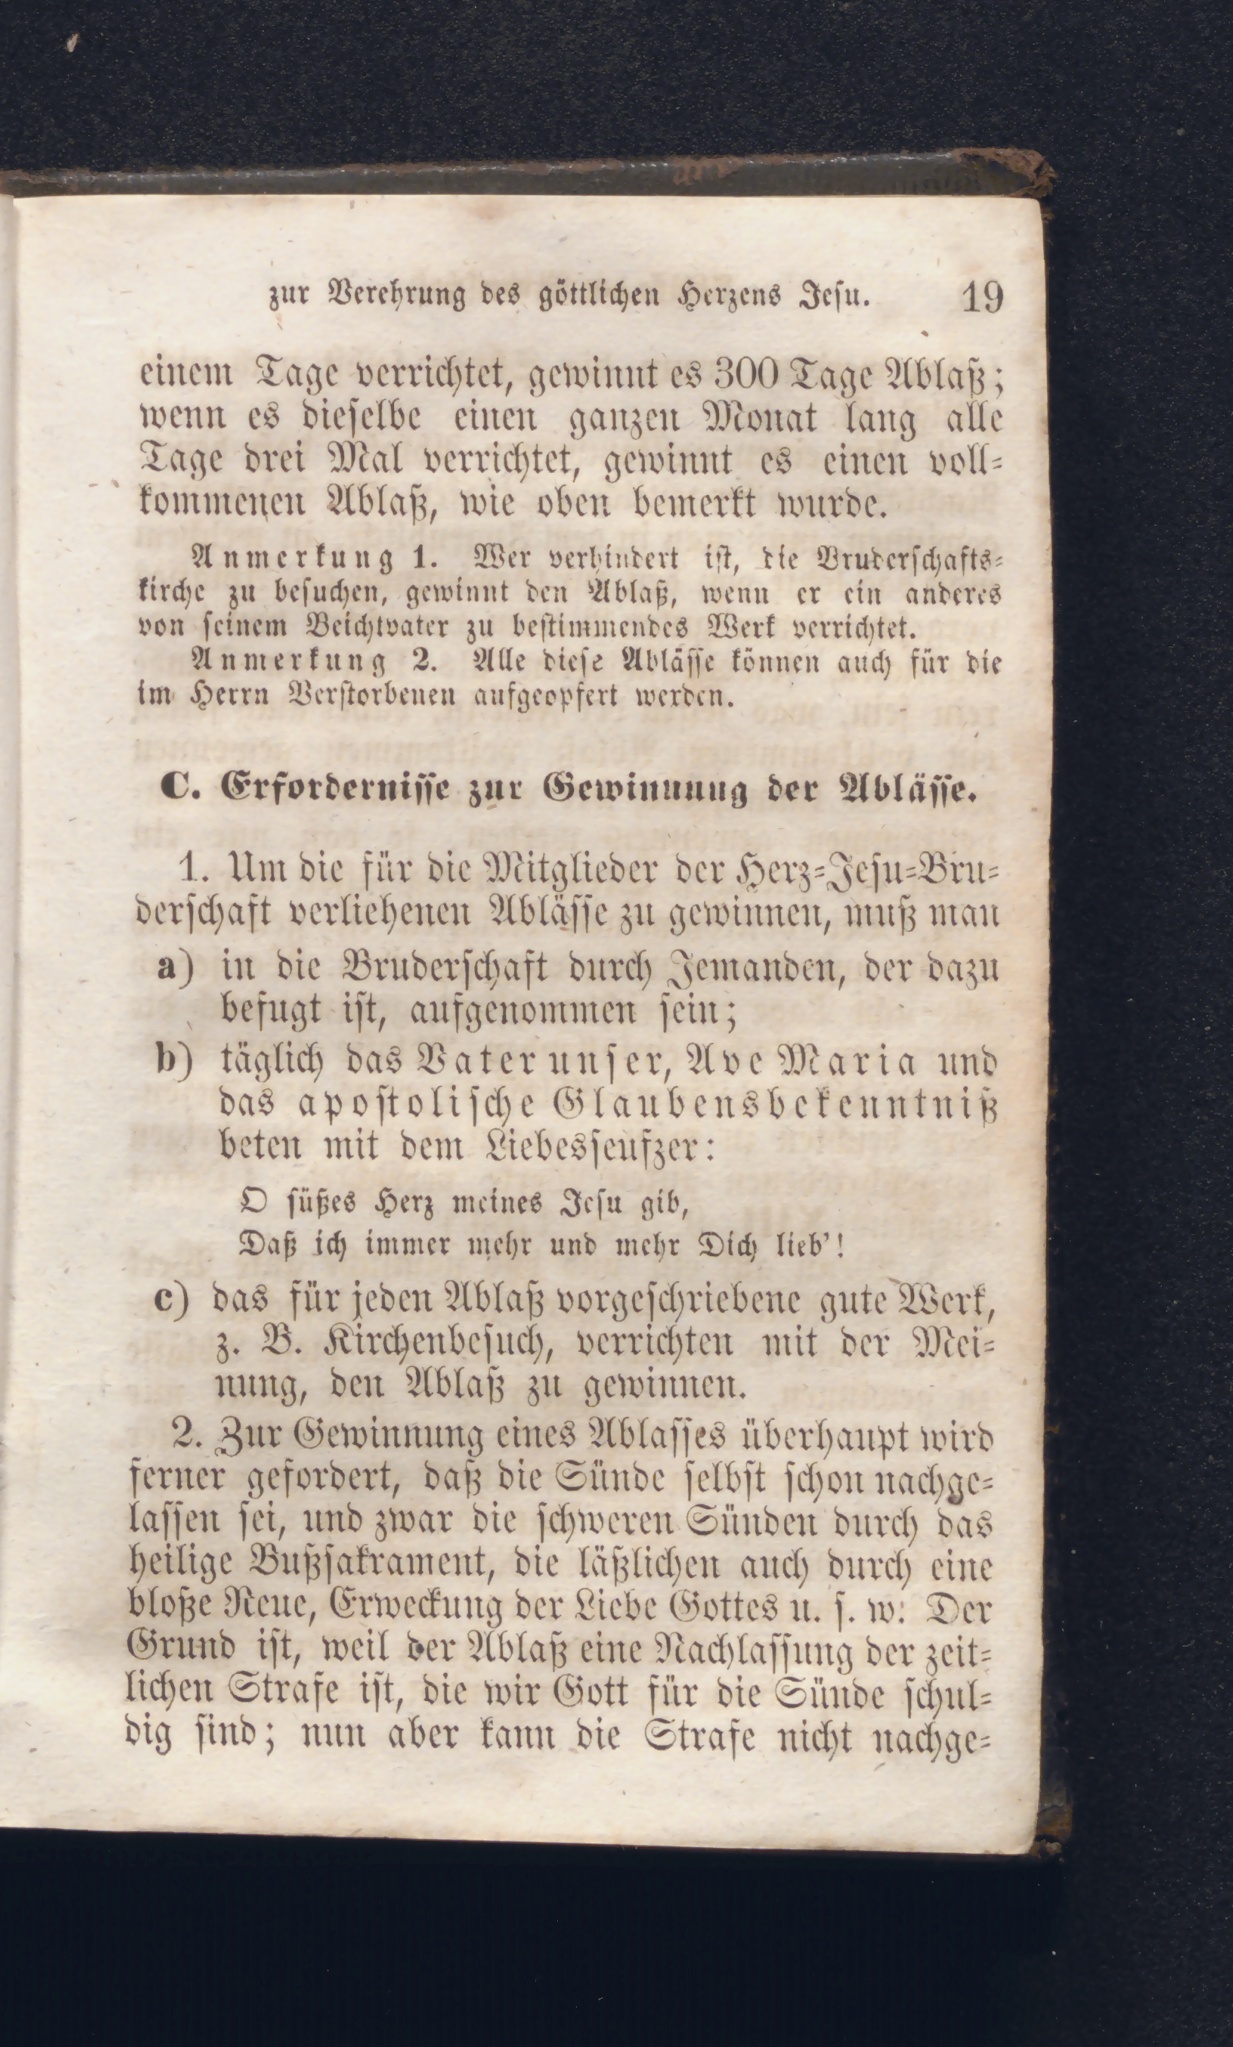 zur Verehrung des göttlichen Herzens Jesu. 19
einem Tage verrichtet, gewinnt es 300 Tage Ablaß;
wenn es dieselbe einen ganzen Monat lang alle
Tage drei Mal verrichtet, gewinnt es einen voll-
kommenen Ablaß, wie oben bemerkt wurde.
Anmerkung 1. Wer verhindert ist, die Bruderschafts-
kirche zu besuchen, gewinnt den Ablaß, wenn er ein anderes
von seinem Beichtvater zu bestimmendes Werk verrichtet.
Anmerkung 2. Alle diese Ablässe können auch für die
im Herrn Verstorbenen aufgeopfert werden.
C. Erfordernisse zur Gewinnung der Ablässe.
1. Um die für die Mitglieder der Herz-Jesu-Bru-
derschaft verliehenen Ablässe zu gewinnen, muß man
a) in die Bruderschaft durch Jemanden, der dazu
befugt ist, aufgenommen sein;
b) täglich das Vater unser, Ave Maria und
das apostolische Glaubensbekenntniß
beten mit dem Liebesseufzer:
O süßes Herz meines Jesu gib,
Daß ich immer mehr und mehr Dich lieb'!
c) das für jeden Ablaß vorgeschriebene gute Werk,
z. B. Kirchenbesuch, verrichten mit der Mei-
nung, den Ablaß zu gewinnen.
2. Zur Gewinnung eines Ablasses überhaupt wird
ferner gefordert, daß die Sünde selbst schon nachge-
lassen sei, und zwar die schweren Sünden durch das
heilige Bußsakrament, die läßlichen auch durch eine
bloße Reue, Erweckung der Liebe Gottes u. s. w. Der
Grund ist, weil der Ablaß eine Nachlassung der zeit-
lichen Strafe ist, die wir Gott für die Sünde schul-
dig sind; nun aber kann die Strafe nicht nachge-